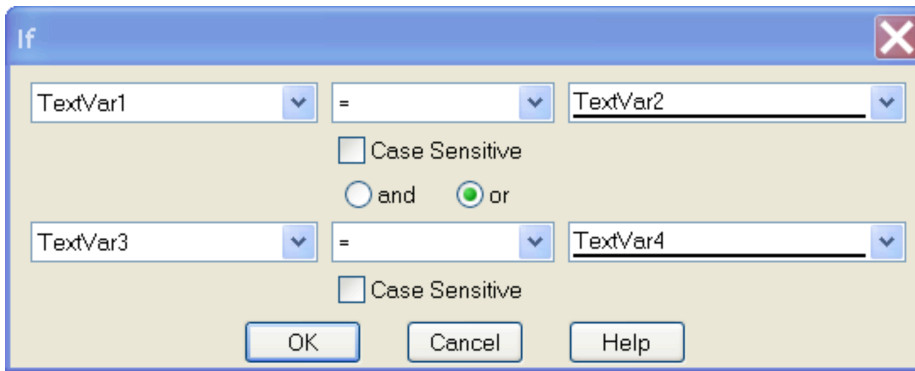 If
TextVar1 = TextVar2
Case Sensitive
and or
TextVar3 = TextVar4
Case Sensitive
OK Cancel Help